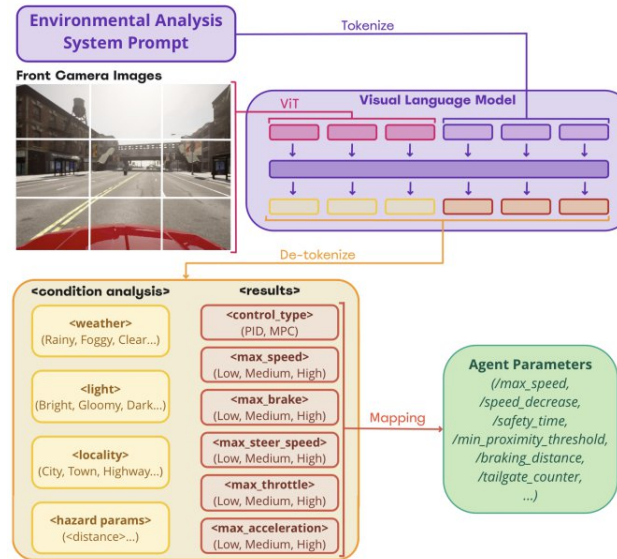 Environmental Analysis
System Prompt
Tokenize
Front Camera Images
ViT
Visual Language Model
De-tokenize
<condition analysis>
<weather>
(Rainy, Foggy, Clear...)
<light>
(Bright, Gloomy, Dark...)
<locality>
(City, Town, Highway...)
<hazard params>
(<distance>...)
<results>
<control_type>
(PID, MPC)
<max_speed>
(Low, Medium, High)
<max_brake>
(Low, Medium, High)
<max_steer_speed>
(Low, Medium, High)
<max_throttle>
(Low, Medium, High)
<max_acceleration>
(Low, Medium, High)
Mapping
Agent Parameters
(/max_speed,
/speed_decrease,
/safety_time,
/min_proximity_threshold,
/braking_distance,
/tailgate_counter,
...)